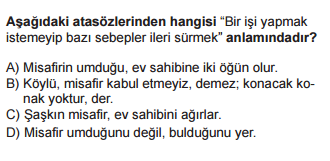 Aşağıdaki atasözlerinden hangisi “Bir işi yapmak
istemeyip bazı sebepler ileri sürmek” anlamındadır?
A) Misafirin umduğu, ev sahibine iki öğün olur.
B) Köylü, misafir kabul etmeyiz, demez; konacak ko-
nak yoktur, der.
C) Şaşkın misafir, ev sahibini ağırlar.
D) Misafir umduğunu değil, bulduğunu yer.